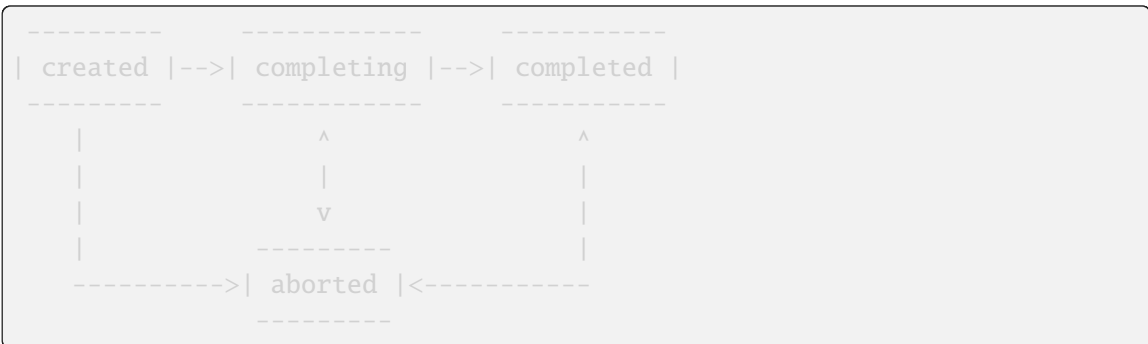 ---------     ------------     -----------
| created |-->| completing |-->| completed |
 ---------     ------------     -----------
    |               ^                ^
    |               |                |
    |               v                |
    |           ---------            |
    ---------->| aborted |<-----------
                ---------